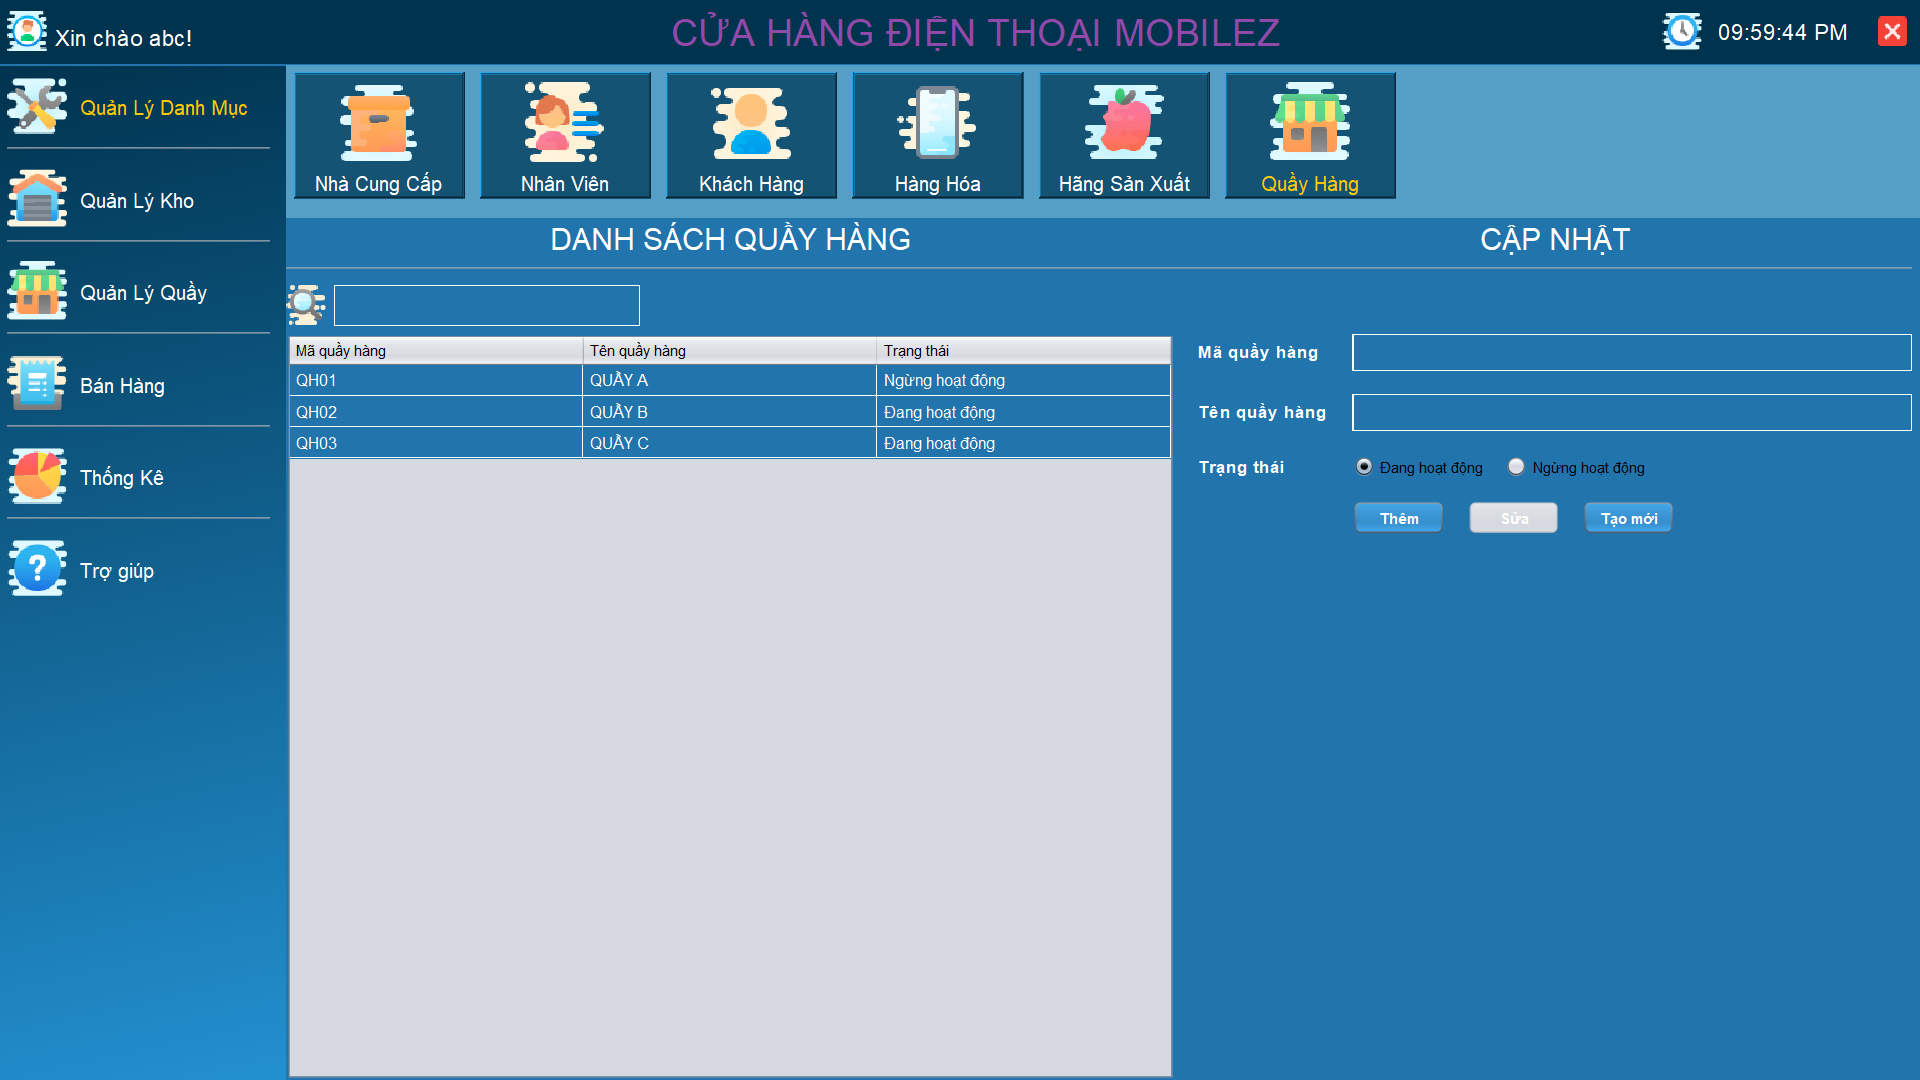 Xin chào abc!
CỬA HÀNG ĐIỆN THOẠI MOBILEZ
09:59:44 PM
Quản Lý Danh Mục
Quản Lý Kho
Quản Lý Quầy
Bán Hàng
Thống Kê
Trợ giúp
Nhà Cung Cấp
Nhân Viên
Khách Hàng
Hàng Hóa
Hãng Sản Xuất
Quầy Hàng
DANH SÁCH QUẦY HÀNG
Mã quầy hàng Tên quầy hàng Trạng thái
QH01 QUẦY A Ngừng hoạt động
QH02 QUẦY B Đang hoạt động
QH03 QUẦY C Đang hoạt động
CẬP NHẬT
Mã quầy hàng
Tên quầy hàng
Trạng thái Đang hoạt động Ngừng hoạt động
Thêm Sửa Tạo mới